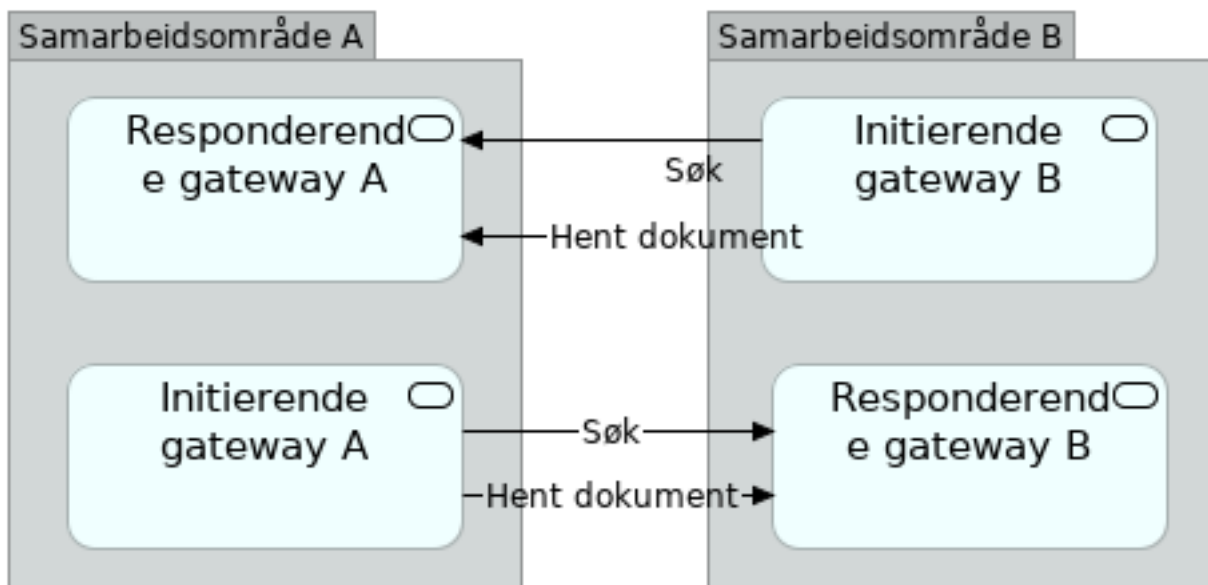 Samarbeidsområde A
Samarbeidsområde B
Responderend
e gateway A
Initierende
gateway B
Søk
Hent dokument
Initierende
gateway A
Responderend
e gateway B
Søk
Hent dokument